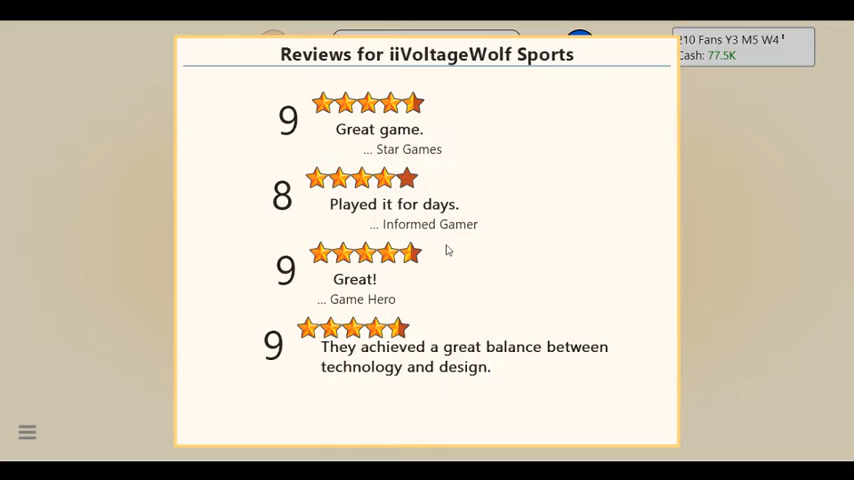 210 Fans Y3 M5 W4
Cash: 77.5K
Reviews for iiVoltageWolf Sports
9
Great game.
... Star Games
8
Played it for days.
... Informed Gamer
9
Great!
... Game Hero
9
They achieved a great balance between
technology and design.